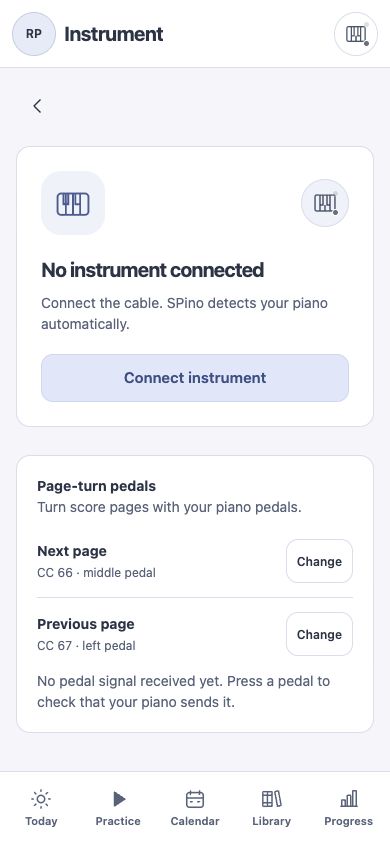 RP
Instrument
No instrument connected
Connect the cable. SPino detects your piano
automatically.
Connect instrument
Page-turn pedals
Turn score pages with your piano pedals.
Next page
CC 66 · middle pedal
Change
Previous page
CC 67 · left pedal
Change
No pedal signal received yet. Press a pedal to
check that your piano sends it.
Today
Practice
Calendar
Library
Progress